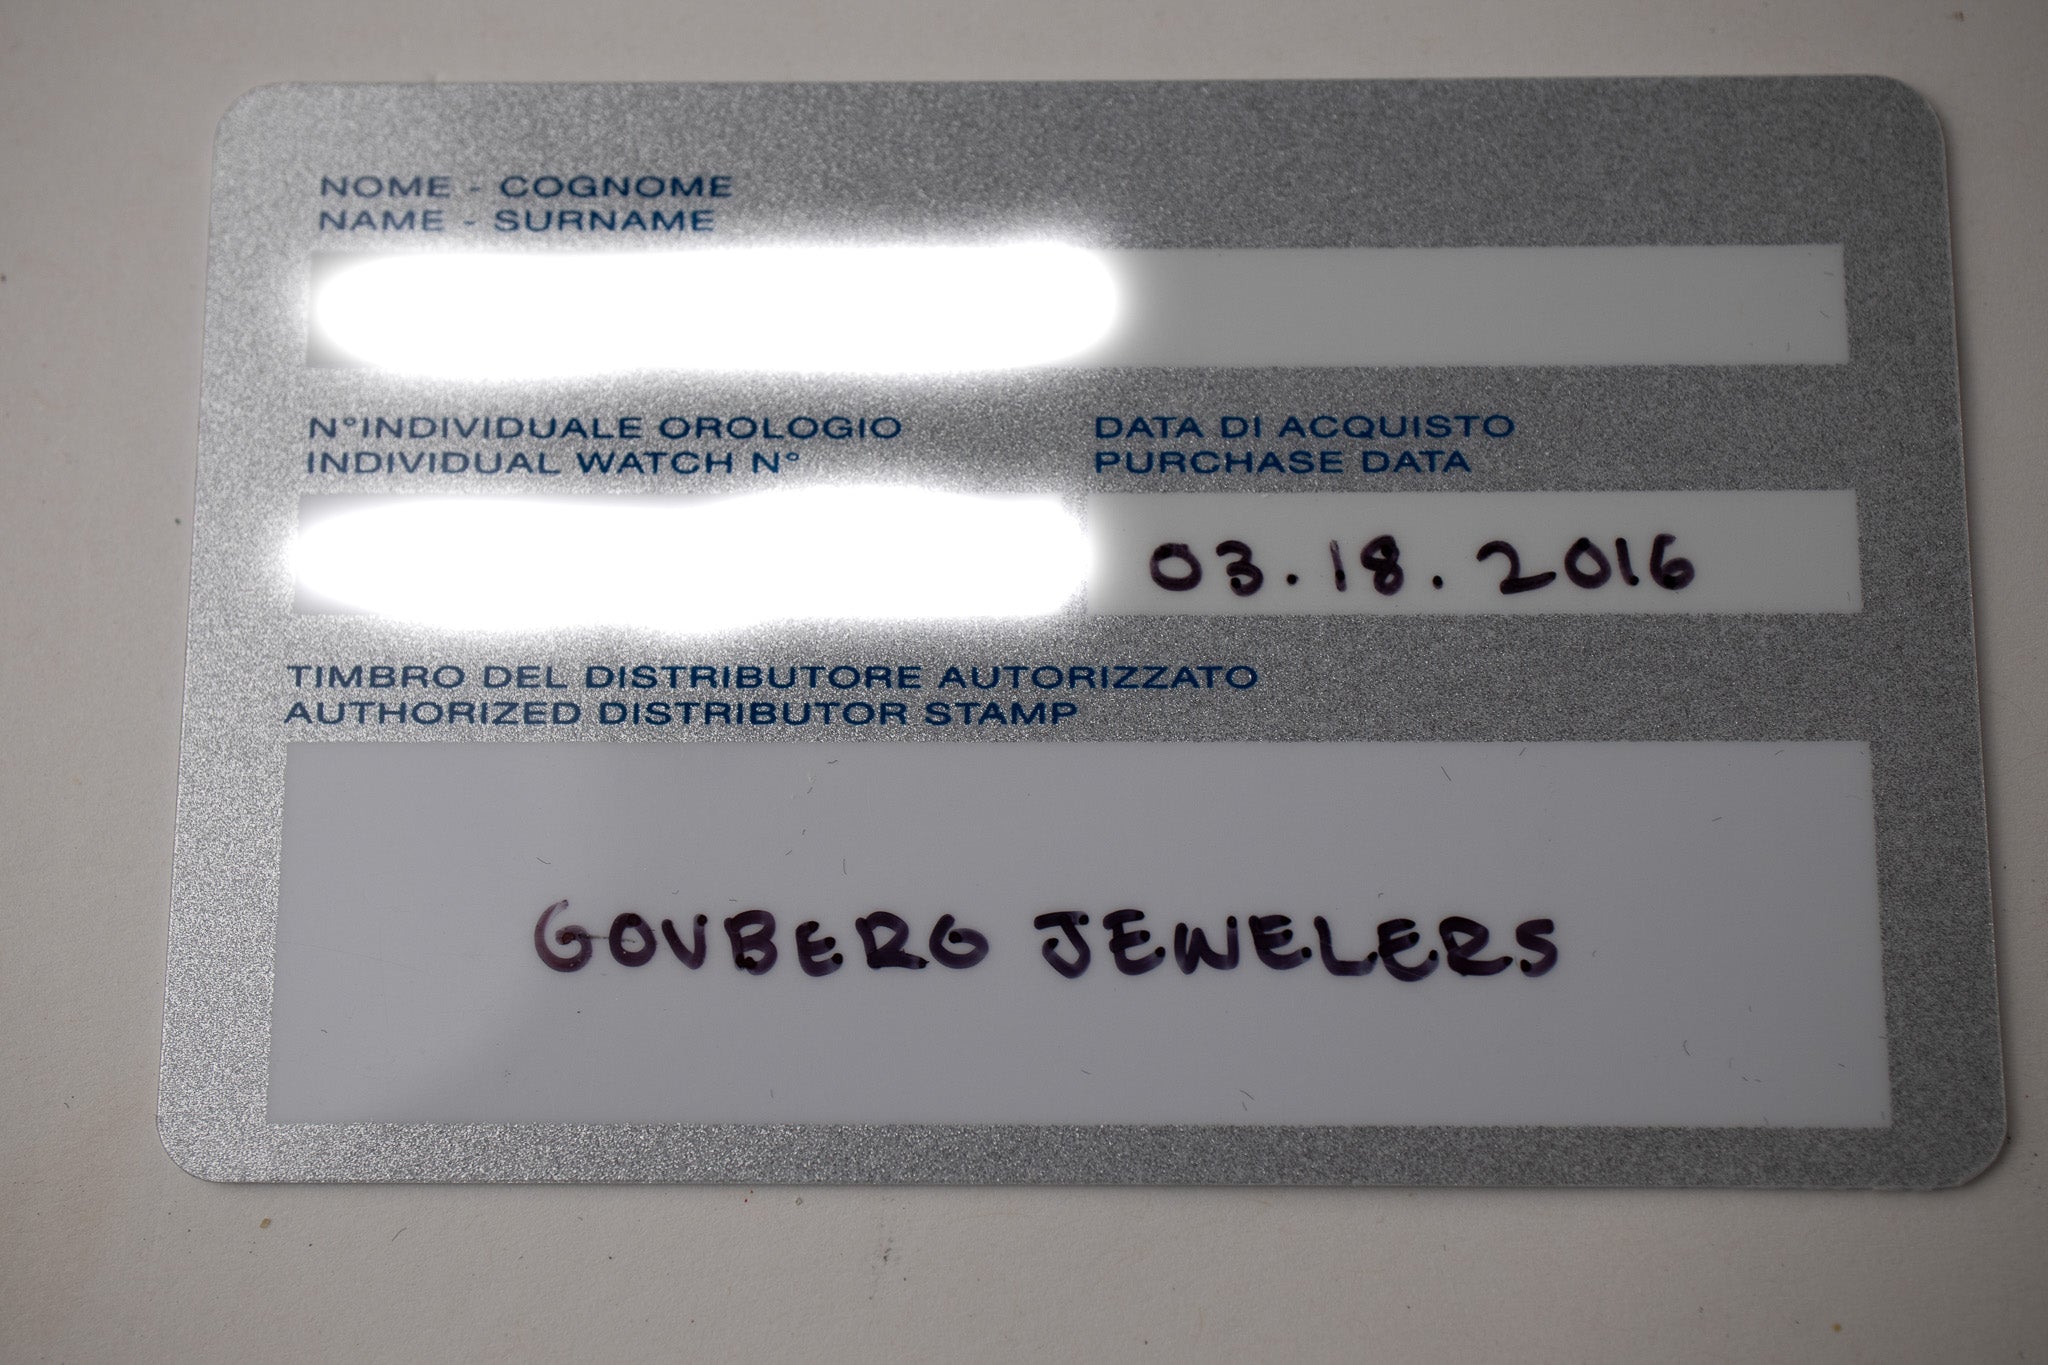 NOME - COGNOME
NAME - SURNAME
N°INDIVIDUALE OROLOGIO
INDIVIDUAL WATCH N°
DATA DI ACQUISTO
PURCHASE DATA
03.18.2016
TIMBRO DEL DISTRIBUTORE AUTORIZZATO
AUTHORIZED DISTRIBUTOR STAMP
GOVBERG JEWELERS